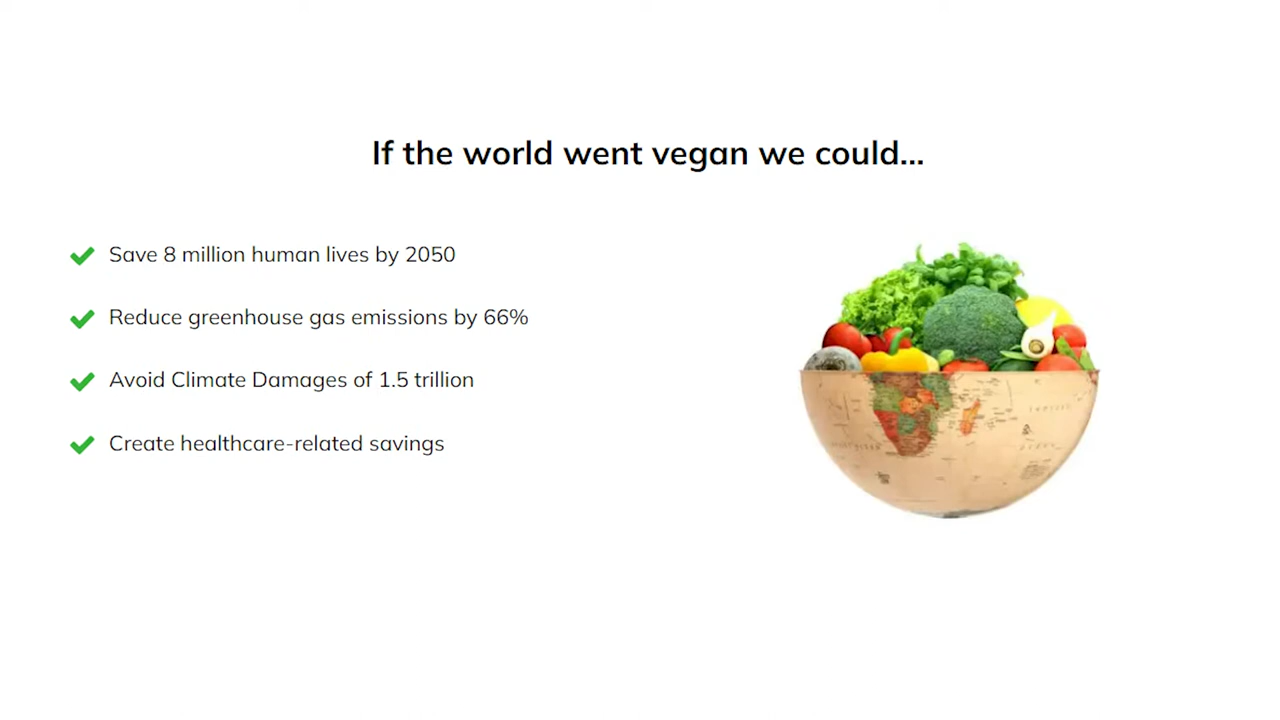 If the world went vegan we could...
Save 8 million human lives by 2050
Reduce greenhouse gas emissions by 66%
Avoid Climate Damages of 1.5 trillion
Create healthcare-related savings